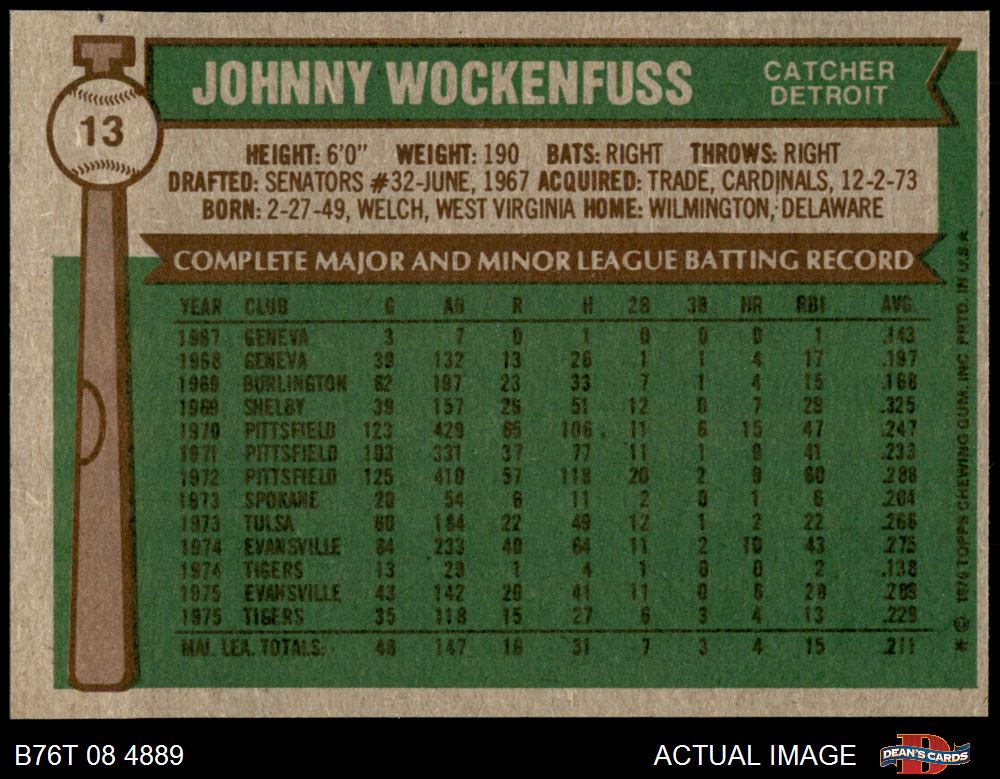 13
JOHNNY WOCKENFUSS
CATCHER
DETROIT
HEIGHT: 6'0" WEIGHT: 190 BATS: RIGHT THROWS: RIGHT
DRAFTED: SENATORS #32-JUNE, 1967 ACQUIRED: TRADE, CARDINALS, 12-2-73
BORN: 2-27-49, WELCH, WEST VIRGINIA HOME: WILMINGTON, DELAWARE
COMPLETE MAJOR AND MINOR LEAGUE BATTING RECORD
YEAR CLUB G AB R H 2B 3B HR RBI AVG.
1967 GENEVA 3 7 0 1 0 0 0 1 .143
1968 GENEVA 39 132 13 26 1 1 4 17 .197
1969 BURLINGTON 62 197 23 33 7 1 4 15 .168
1969 SHELBY 39 157 26 51 12 0 7 29 .325
1970 PITTSFIELD 123 429 65 106 11 6 15 47 .247
1971 PITTSFIELD 103 331 37 77 11 1 41 .233
1972 PITTSFIELD 125 410 57 118 20 2 9 60 .288
1973 SPOKANE 20 54 6 11 2 0 1 6 .204
1973 TULSA 60 184 22 49 12 1 2 22 .266
1974 EVANSVILLE 64 233 40 64 11 2 10 43 .275
1974 TIGERS 13 29 1 4 1 0 0 2 .138
1975 EVANSVILLE 43 142 20 41 11 0 6 28 .289
1975 TIGERS 35 118 15 27 6 3 4 13 .229
MAJ. LEA. TOTALS: 48 147 16 31 7 3 4 15 .211
* © 1976 TOPPS CHEWING GUM, INC. PRTD. IN U.S.A.
B76T 08 4889
ACTUAL IMAGE
DEAN'S CARDS